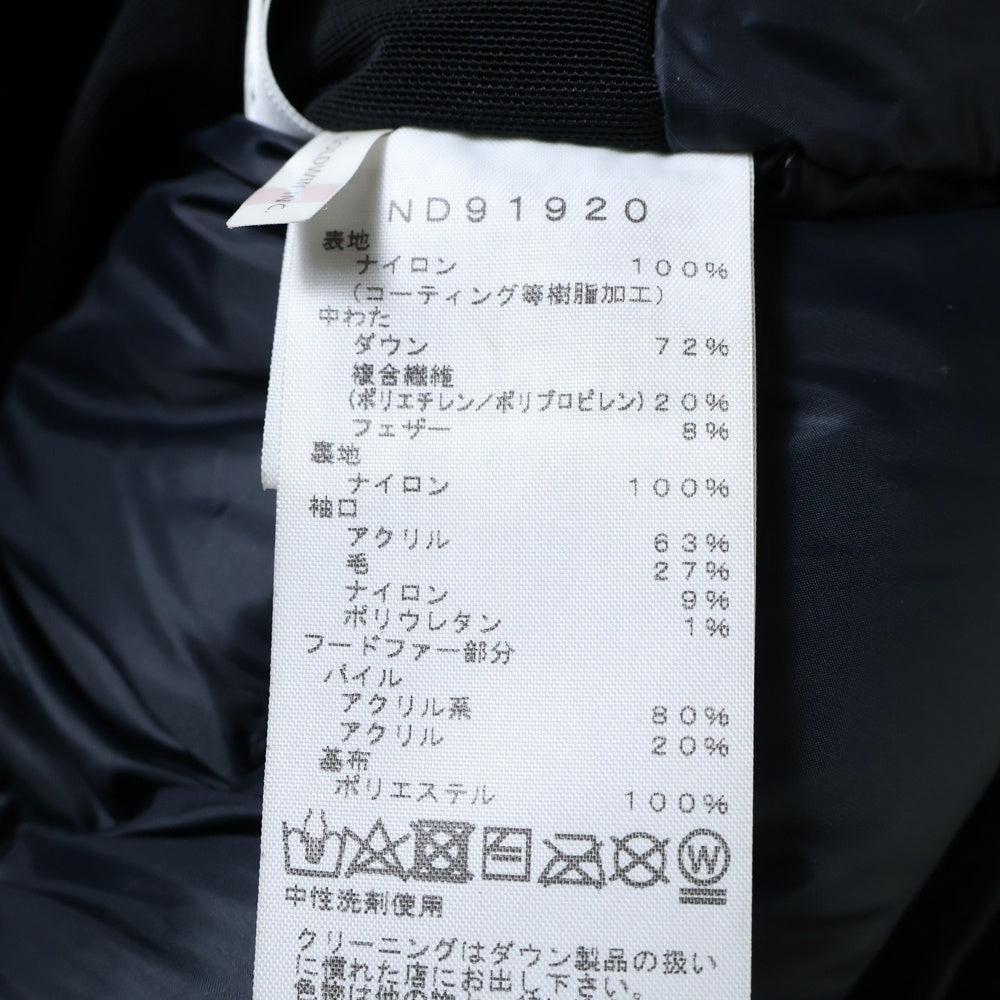 GOLDWIN INC
ND91920
表地
ナイロン 100%
(コーティング等樹脂加工)
中わた
ダウン 72%
複合繊維
(ポリエチレン/ポリプロピレン) 20%
フェザー 8%
裏地
ナイロン 100%
袖口
アクリル 63%
毛 27%
ナイロン 9%
ポリウレタン 1%
フードファー部分
パイル
アクリル系 80%
アクリル 20%
基布
ポリエステル 100%
W
中性洗剤使用
クリーニングはダウン製品の扱い
に慣れた店にお出し下さい。